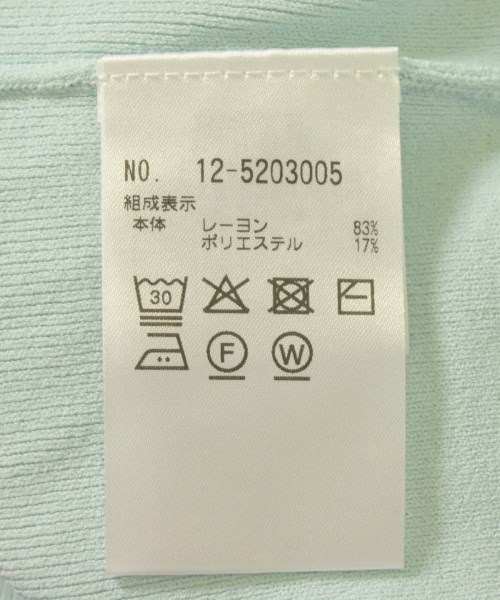 NO. 12-5203005
組成表示
本体 レーヨン 83%
ポリエステル 17%
30
F W